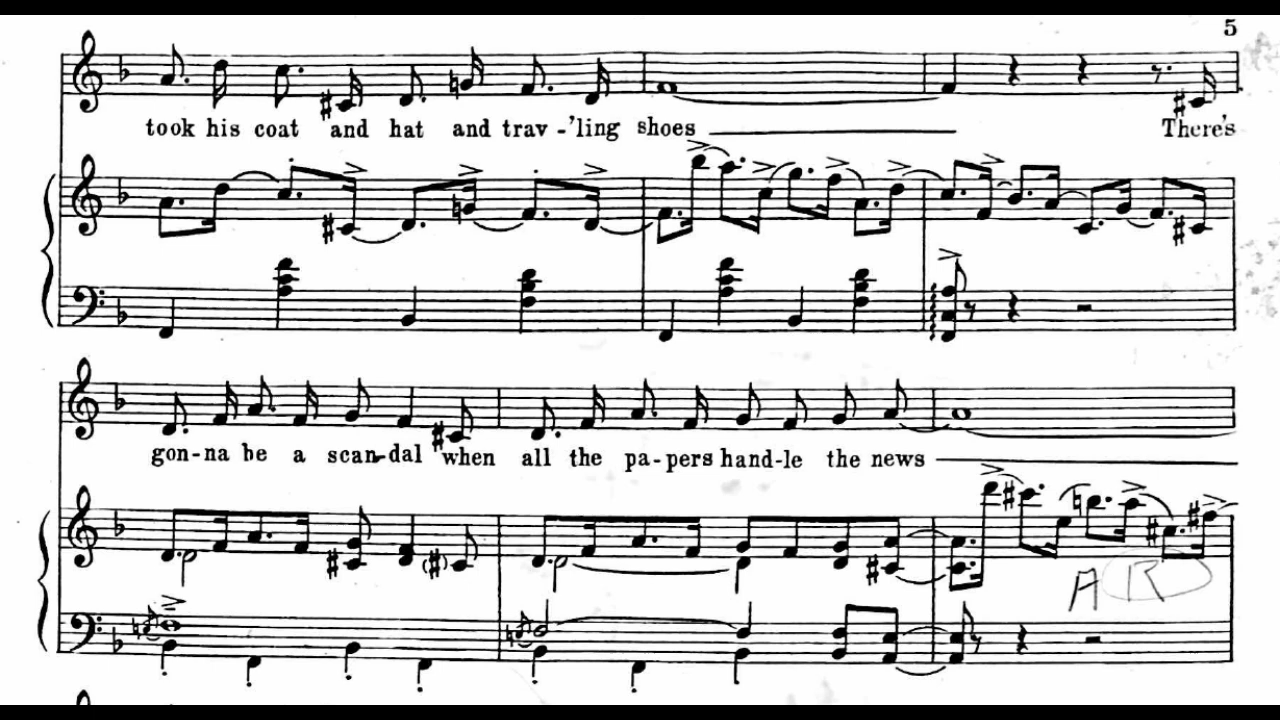 5
took his coat and hat and trav-'ling shoes There's
gon-na be a scan-dal when all the pa-pers hand-le the news
A R